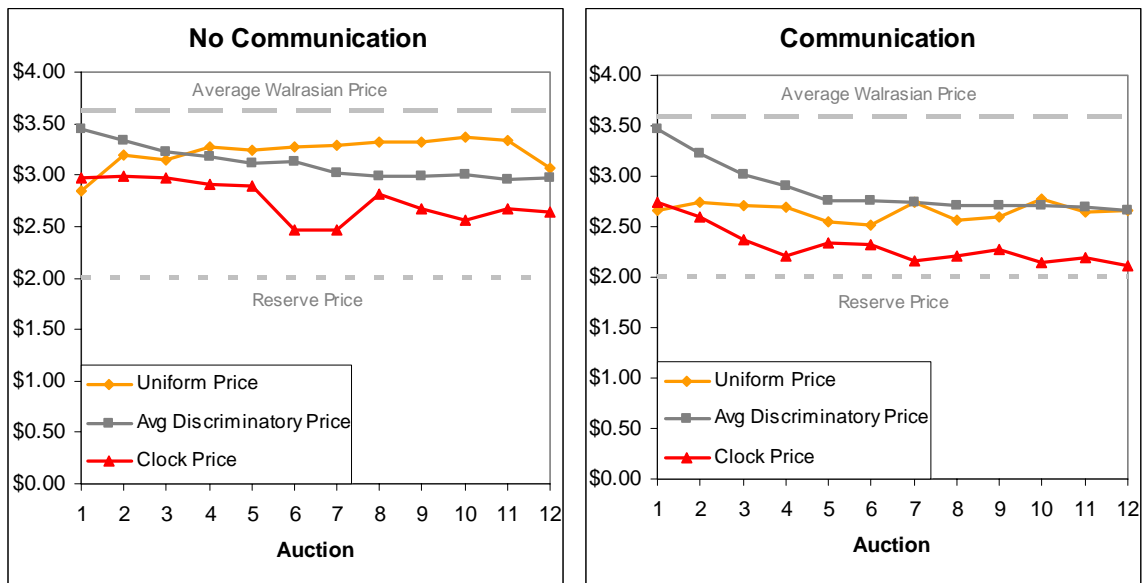 No Communication
$4.00
Average Walrasian Price
$3.50
$3.00
$2.50
$2.00
Reserve Price
$1.50
$1.00
Uniform Price
$0.50
Avg Discriminatory Price
Clock Price
$0.00
1 2 3 4 5 6 7 8 9 10 11 12
Auction
Communication
$4.00
Average Walrasian Price
$3.50
$3.00
$2.50
$2.00
Reserve Price
$1.50
$1.00
Uniform Price
Avg Discriminatory Price
$0.50
Clock Price
$0.00
1 2 3 4 5 6 7 8 9 10 11 12
Auction